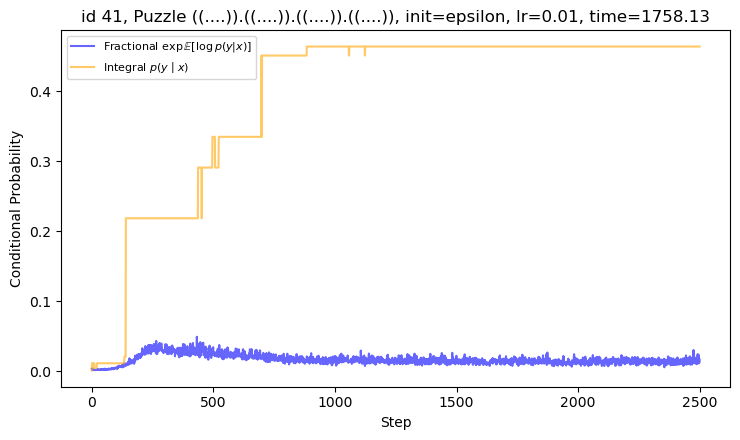 id 41, Puzzle ((....)).((....)).((....)).((....)), init=epsilon, lr=0.01, time=1758.13
Fractional exp𝔼[log p(y|x)]
Integral p(y | x)
Conditional Probability
0.4
0.3
0.2
0.1
0.0
0 500 1000 1500 2000 2500
Step